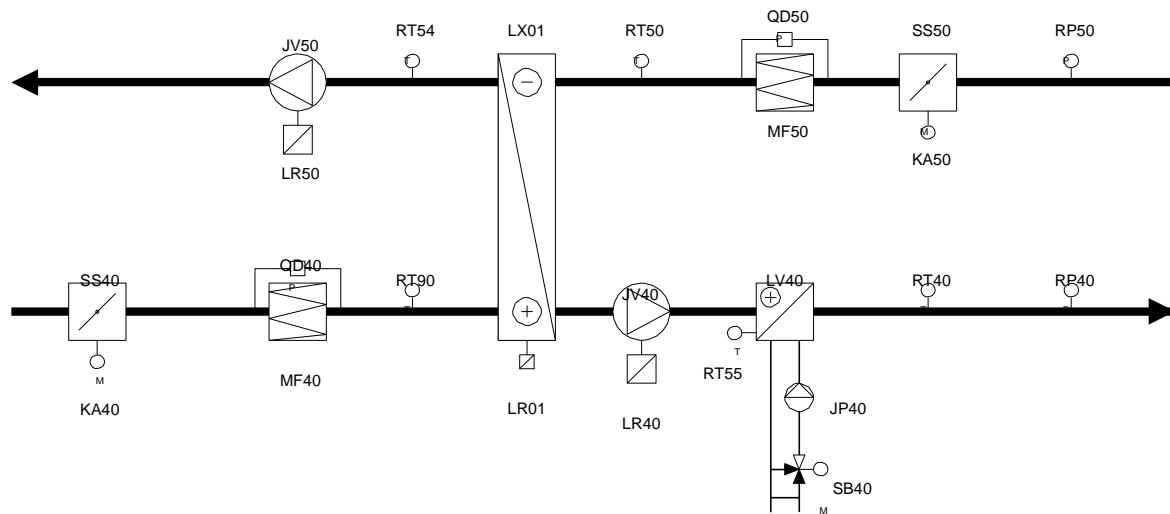 QD50
JV50 RT54 LX01 RT50 SS50 RP50
T T P P
MF50
M
LR50 KA50
SS40 QD40 RT90 JV40 LV40 RT40 RP40
P T T P
T
RT55
M
MF40
KA40 LR01 LR40 JP40
SB40
M